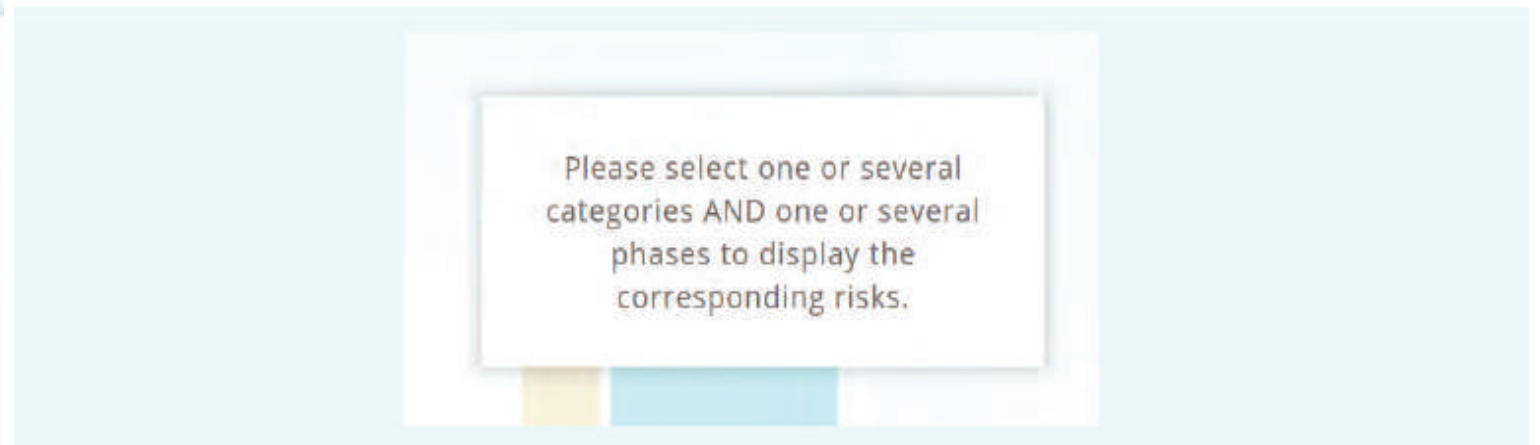 Please select one or several
categories AND one or several
phases to display the
corresponding risks.